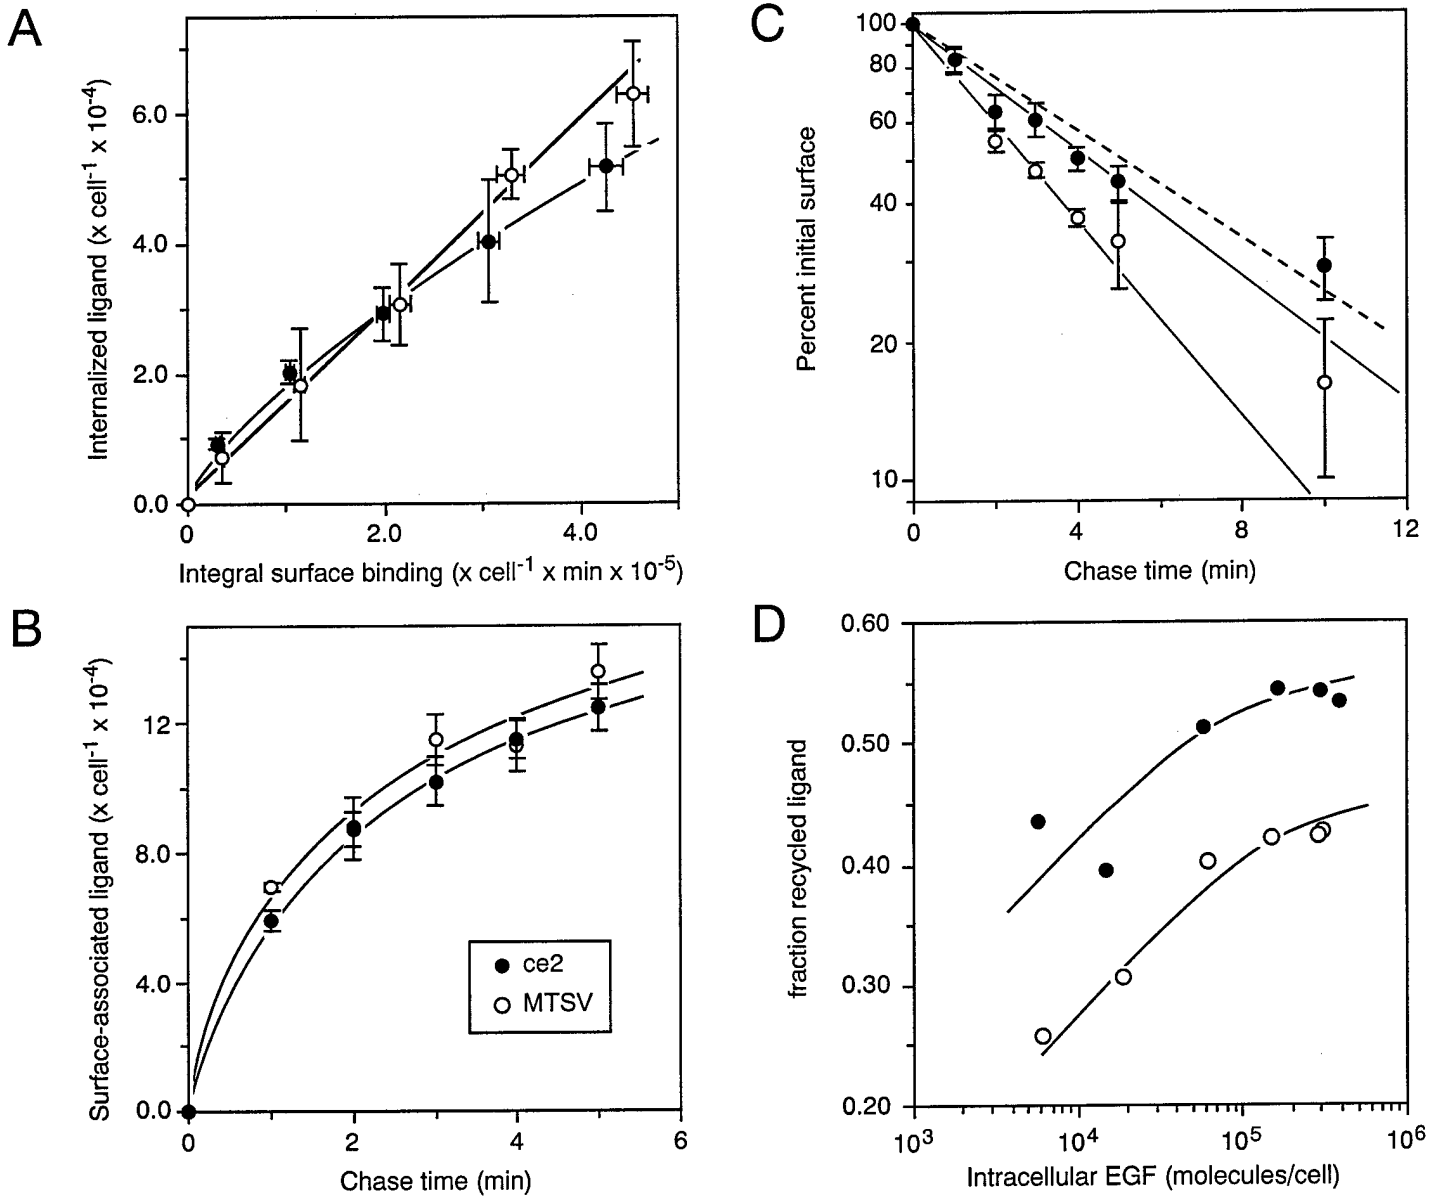 A
Internalized ligand (x cell⁻¹ x 10⁻⁴)
6.0
4.0
2.0
0.0
0
2.0
4.0
Integral surface binding (x cell⁻¹ x min x 10⁻⁵)
C
Percent initial surface
100
80
60
40
20
10
0
4
8
12
Chase time (min)
B
Surface-associated ligand (x cell⁻¹ x 10⁻⁴)
12
8.0
4.0
0.0
ce2
MTSV
0
2
4
6
Chase time (min)
D
fraction recycled ligand
0.60
0.50
0.40
0.30
0.20
10³
10⁴
10⁵
10⁶
Intracellular EGF (molecules/cell)